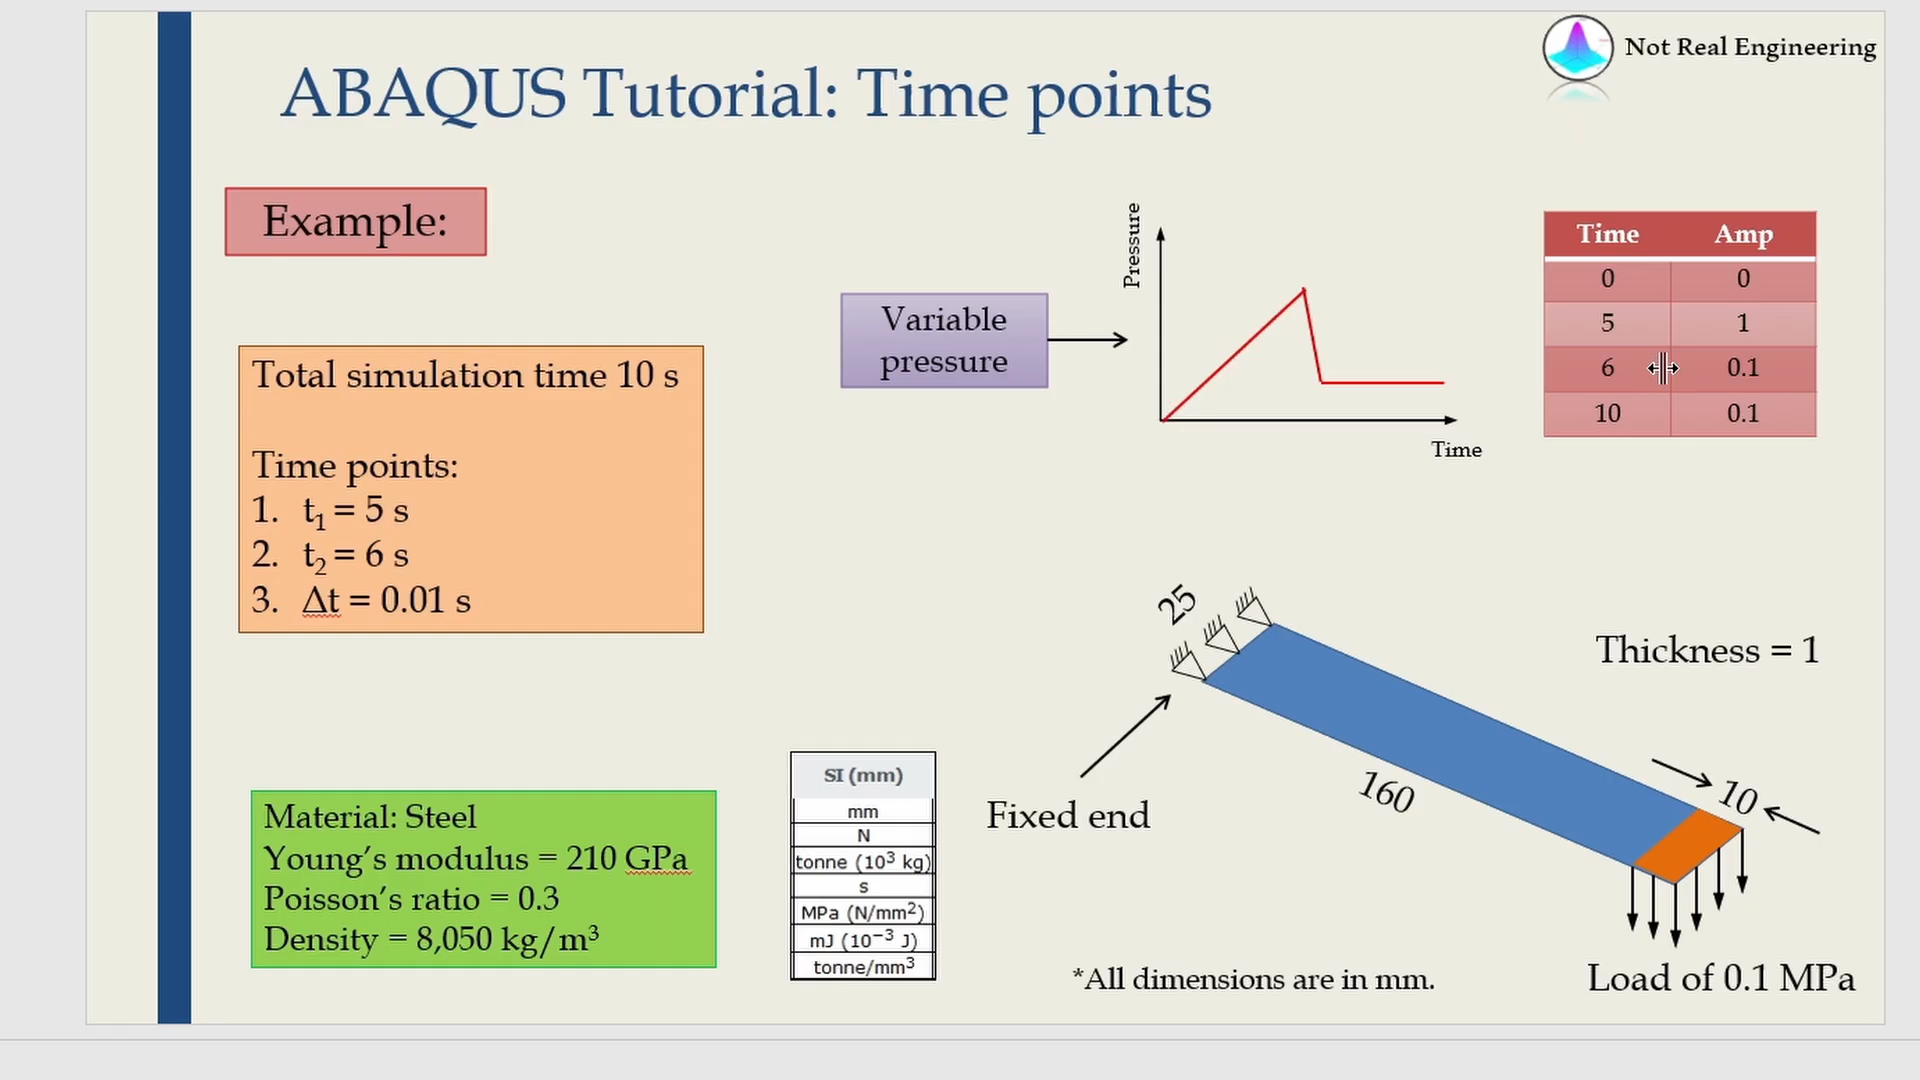 Not Real Engineering
ABAQUS Tutorial: Time points
Example:
Pressure
Time
Variable
pressure
Time Amp
0 0
5 1
6 0.1
10 0.1
Total simulation time 10 s
Time points:
1. t₁ = 5 s
2. t₂ = 6 s
3. Δt = 0.01 s
25
Thickness = 1
Fixed end
160
10
Load of 0.1 MPa
*All dimensions are in mm.
Material: Steel
Young’s modulus = 210 GPa
Poisson’s ratio = 0.3
Density = 8,050 kg/m³
SI (mm)
mm
N
tonne (10³ kg)
s
MPa (N/mm²)
mJ (10⁻³ J)
tonne/mm³